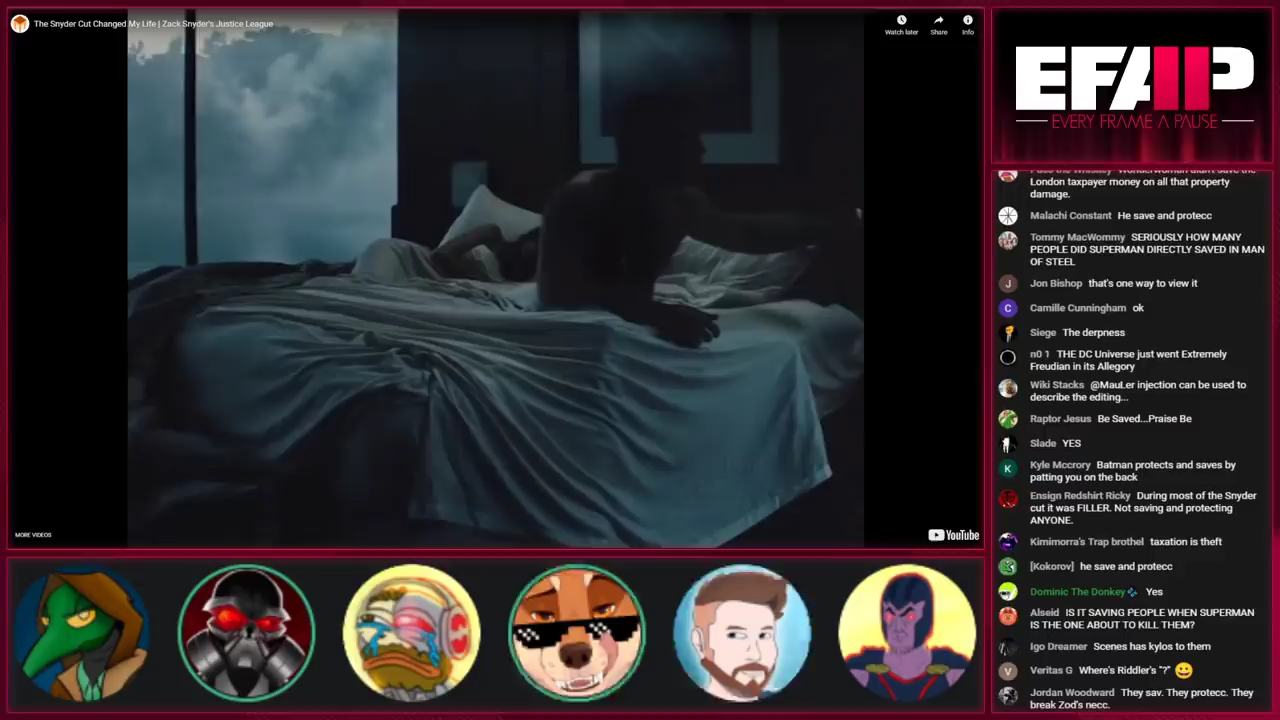 The Snyder Cut Changed My Life | Zack Snyder's Justice League
Watch later
Share
Info
MORE VIDEOS
YouTube
EFAP
EVERY FRAME A PAUSE
London taxpayer money on all that property
damage.
Malachi Constant He save and protecc
Tommy MacWommy SERIOUSLY HOW MANY
PEOPLE DID SUPERMAN DIRECTLY SAVED IN MAN
OF STEEL
J
Jon Bishop that's one way to view it
C
Camille Cunningham ok
Siege The derpness
n0 1 THE DC Universe just went Extremely
Freudian in its Allegory
Wiki Stacks @MauLer injection can be used to
describe the editing...
Raptor Jesus Be Saved...Praise Be
Slade YES
K
Kyle Mccrory Batman protects and saves by
patting you on the back
Ensign Redshirt Ricky During most of the Snyder
cut it was FILLER. Not saving and protecting
ANYONE.
Kimimorra's Trap brothel taxation is theft
[Kokorov] he save and protecc
Dominic The Donkey Yes
Alseid IS IT SAVING PEOPLE WHEN SUPERMAN
IS THE ONE ABOUT TO KILL THEM?
Igo Dreamer Scenes has kylos to them
V
Veritas G Where's Riddler's "?" 😀
Jordan Woodward They sav. They protecc. They
break Zod's necc.